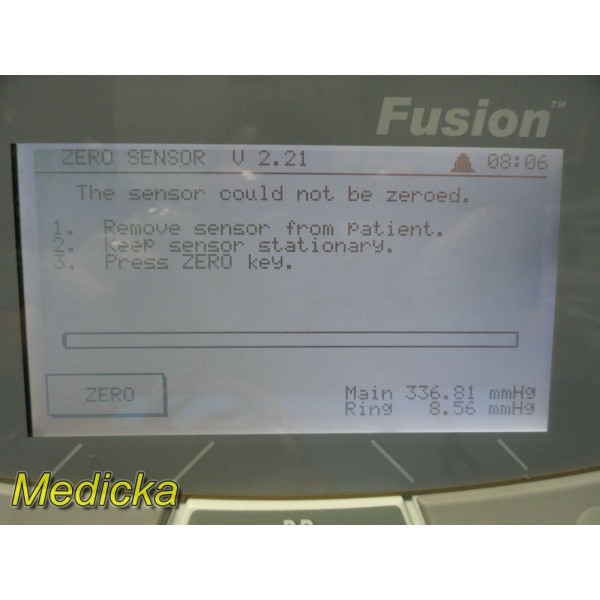 Fusion™
ZERO SENSOR V 2.21 08:06
The sensor could not be zeroed.
1. Remove sensor from patient.
2. Keep sensor stationary.
3. Press ZERO key.
ZERO
Main 336.81 mmHg
Ring 8.56 mmHg
Medicka